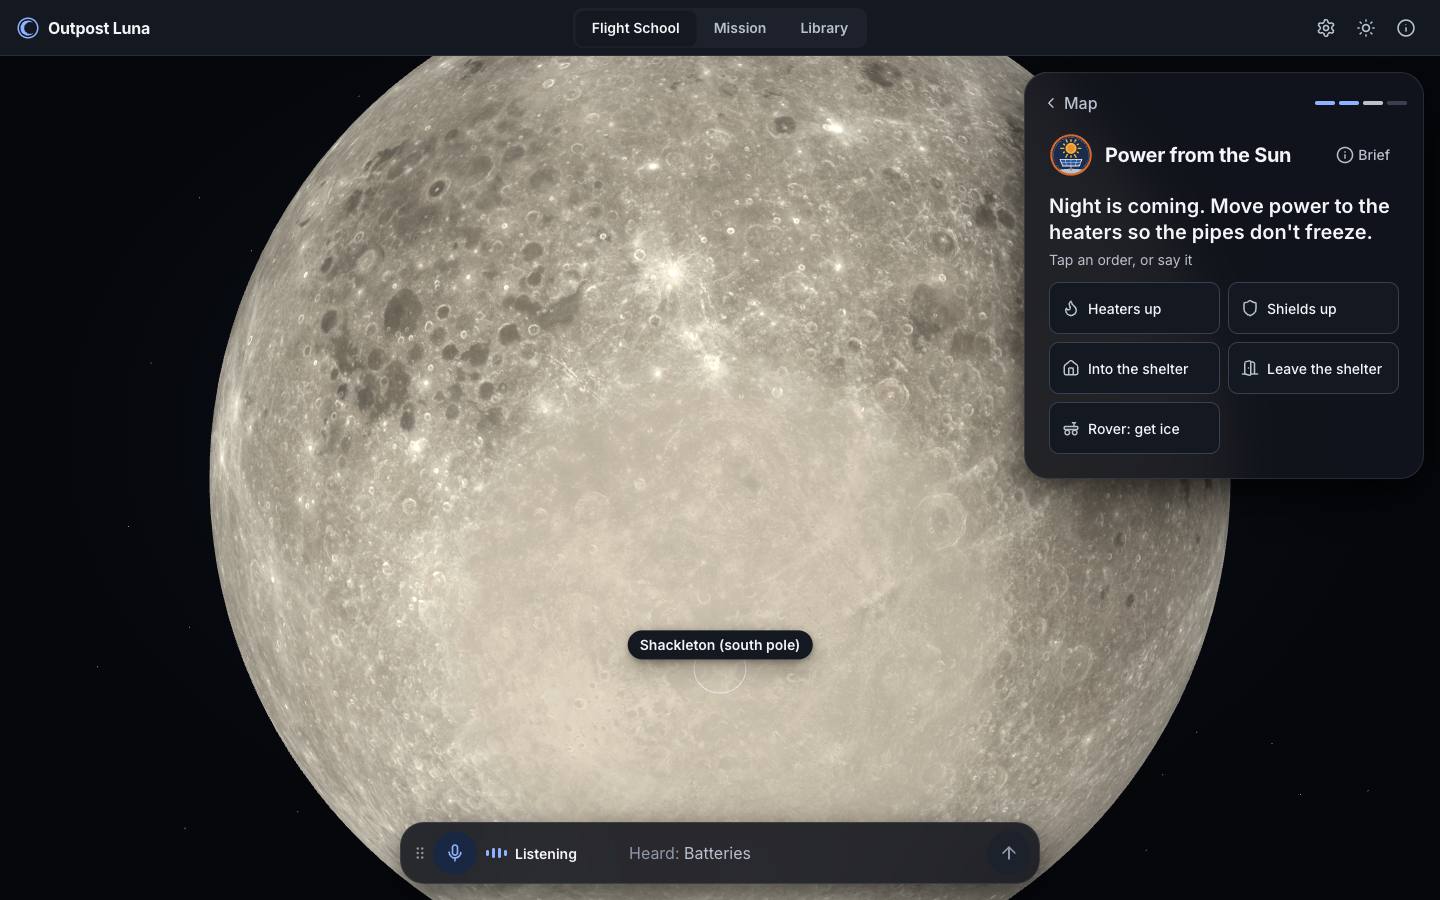 Outpost Luna
Flight School
Mission
Library
Map
Power from the Sun
Brief
Night is coming. Move power to the
heaters so the pipes don't freeze.
Tap an order, or say it
Heaters up
Shields up
Into the shelter
Leave the shelter
Rover: get ice
Shackleton (south pole)
Listening
Heard: Batteries